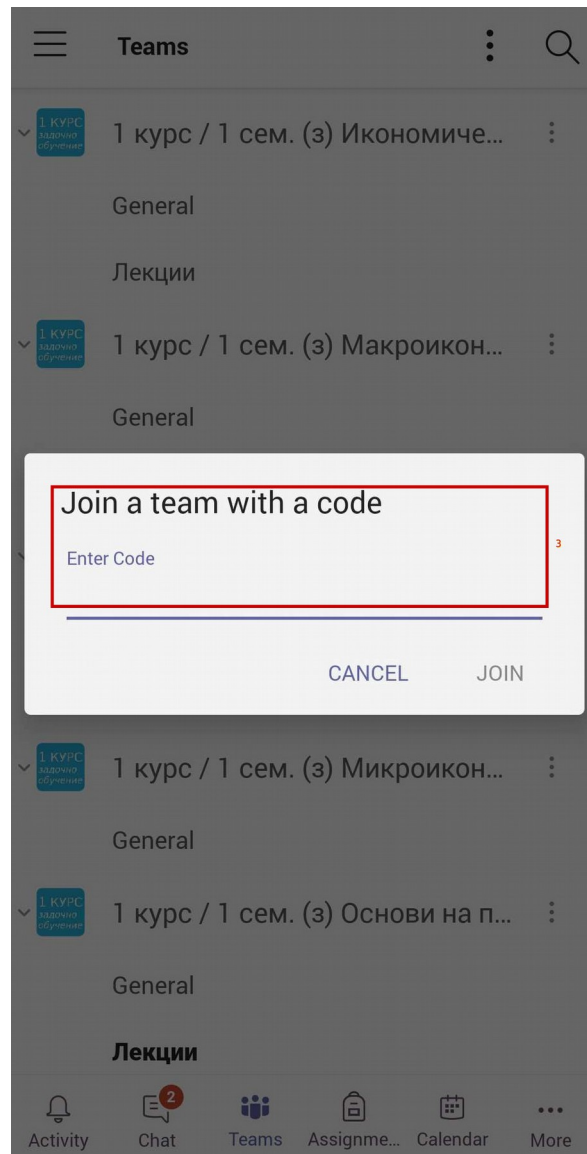 Teams
1 КУРС
задочно
обучение
1 курс / 1 сем. (з) Икономиче...
General
Лекции
1 КУРС
задочно
обучение
1 курс / 1 сем. (з) Макроикон...
General
Join a team with a code
Enter Code
3
CANCEL JOIN
1 КУРС
задочно
обучение
1 курс / 1 сем. (з) Микроикон...
General
1 КУРС
задочно
обучение
1 курс / 1 сем. (з) Основи на п...
General
Лекции
2
Activity Chat Teams Assignme... Calendar More